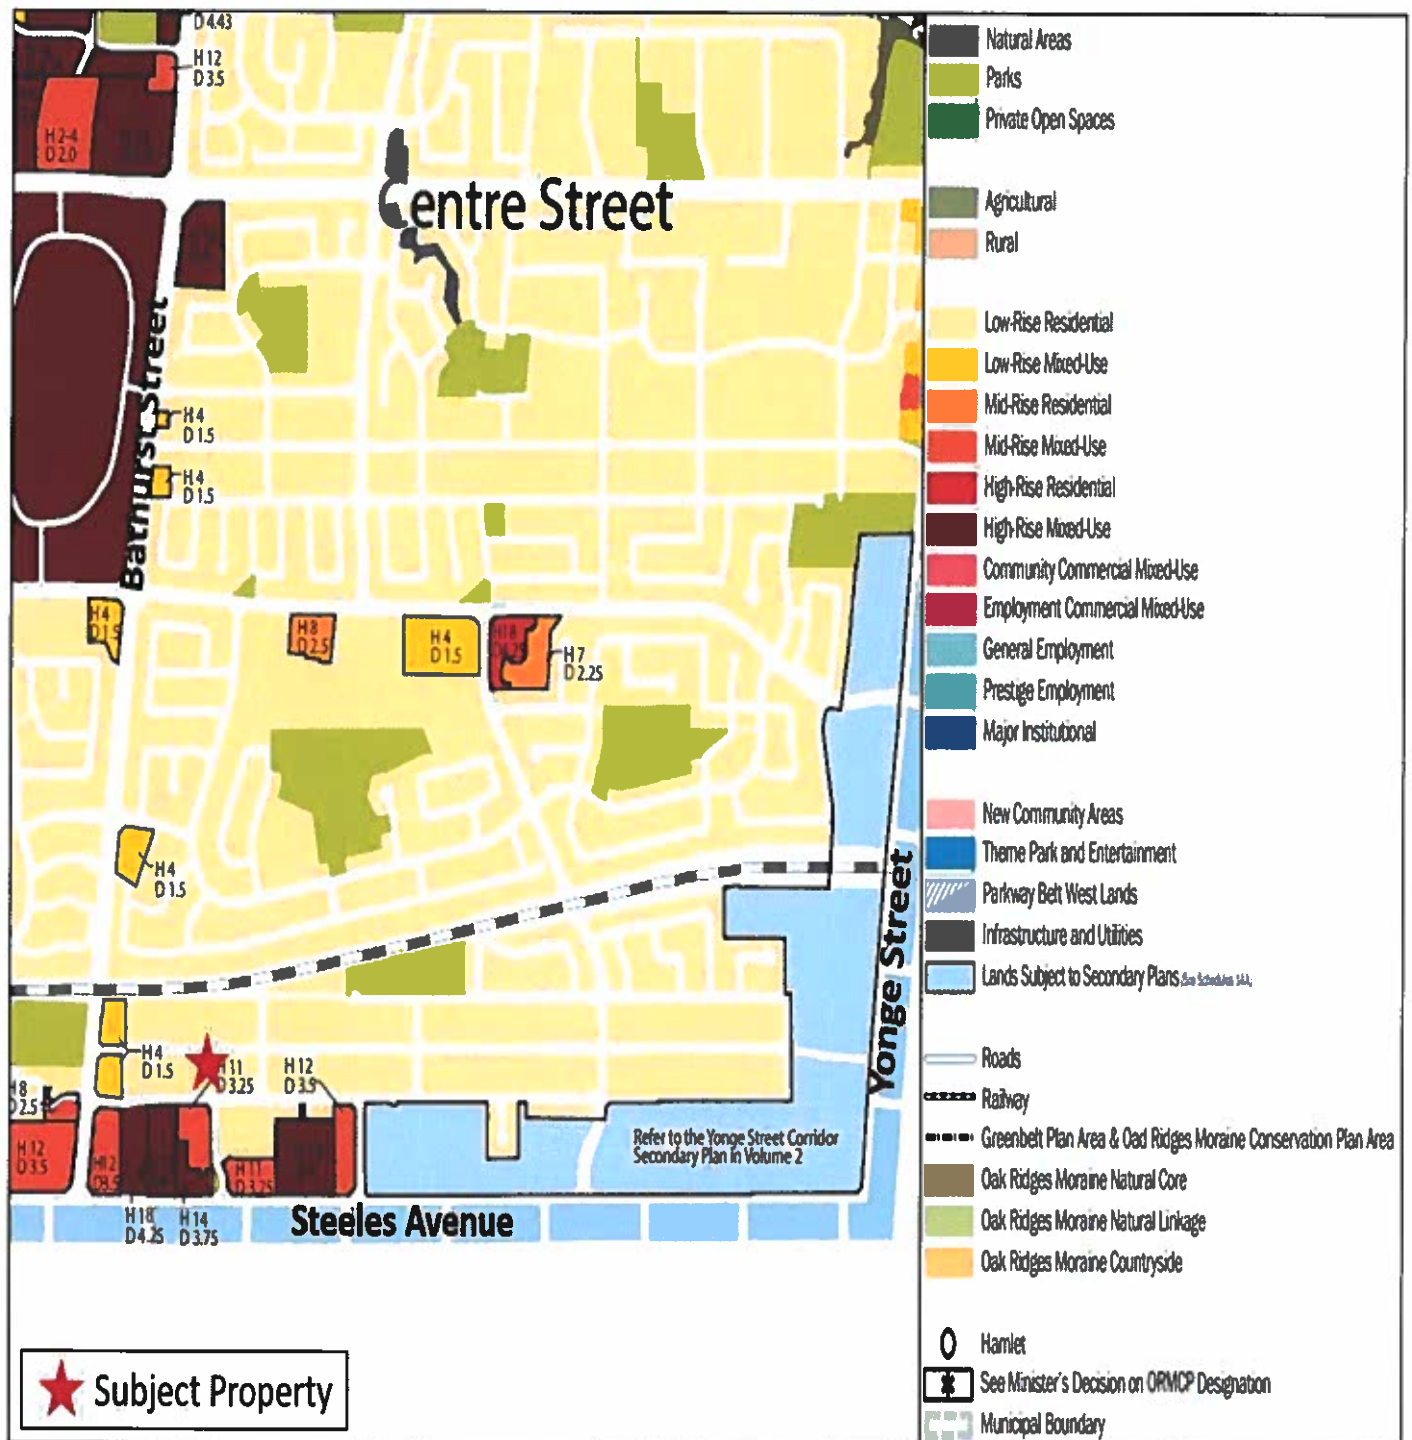 D4.43
H12
D3.5
H2-4
D2.0
Centre Street
Bathurst Street
H4
D1.5
H4
D1.5
H4
D1.5
H8
D2.5
H4
D1.5
H18
H7
D2.25
H4
D1.5
Yonge Street
H4
D1.5
H11
D3.25
H12
D3.5
H8
D2.5
H12
D3.5
H12
D3.5
H11
D3.25
Refer to the Yonge Street Corridor
Secondary Plan in Volume 2
H18
D4.25
H14
D3.75
Steeles Avenue
Subject Property
Natural Areas
Parks
Private Open Spaces
Agricultural
Rural
Low-Rise Residential
Low-Rise Mixed-Use
Mid-Rise Residential
Mid-Rise Mixed-Use
High-Rise Residential
High-Rise Mixed-Use
Community Commercial Mixed-Use
Employment Commercial Mixed-Use
General Employment
Prestige Employment
Major Institutional
New Community Areas
Theme Park and Entertainment
Parkway Belt West Lands
Infrastructure and Utilities
Lands Subject to Secondary Plans
Roads
Railway
Greenbelt Plan Area & Oad Ridges Moraine Conservation Plan Area
Oak Ridges Moraine Natural Core
Oak Ridges Moraine Natural Linkage
Oak Ridges Moraine Countryside
Hamlet
See Minister's Decision on ORMCP Designation
Municipal Boundary